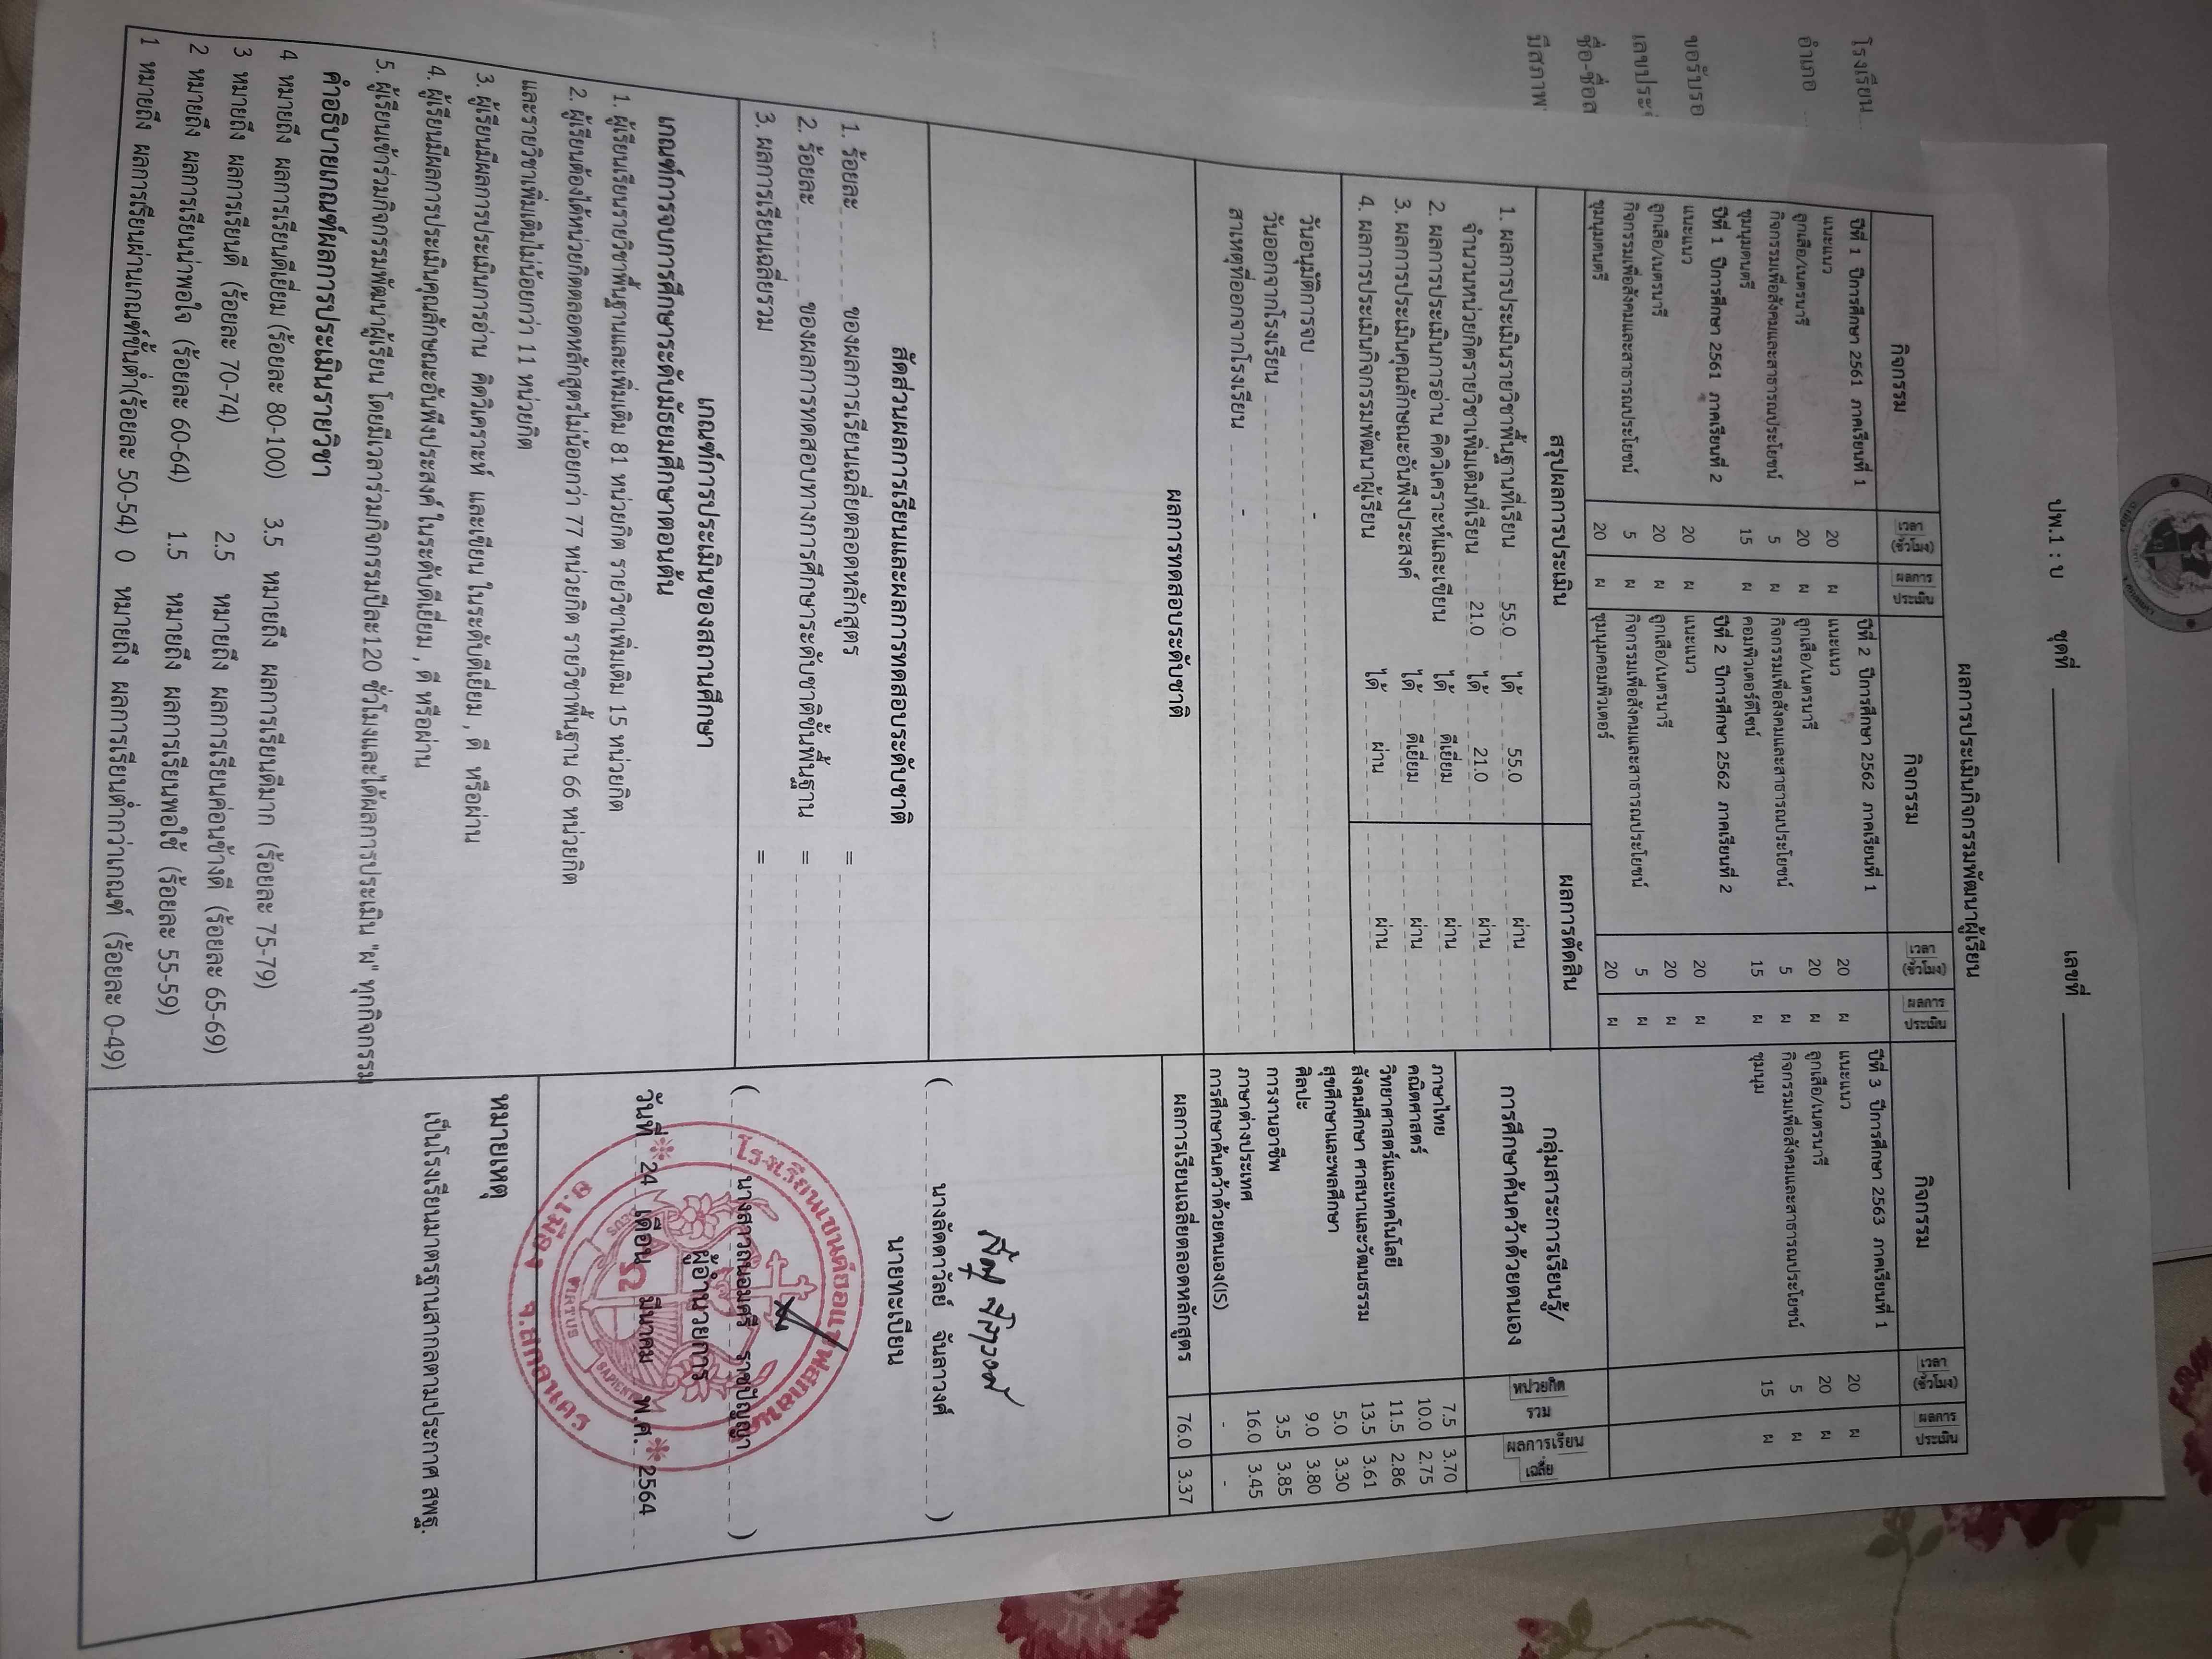 โรงเรียน
อำเภอ
ขอรับรอ
เลขประ
ชื่อ-ชื่อส
มีสภาพ
ปพ.1 : บ ชุดที่ เลขที่
ผลการประเมินกิจกรรมพัฒนาผู้เรียน
กิจกรรม เวลา (ชั่วโมง) ผลการ ประเมิน กิจกรรม เวลา (ชั่วโมง) ผลการ ประเมิน กิจกรรม เวลา (ชั่วโมง) ผลการ ประเมิน
ปีที่ 1 ปีการศึกษา 2561 ภาคเรียนที่ 1 ปีที่ 2 ปีการศึกษา 2562 ภาคเรียนที่ 1 ปีที่ 3 ปีการศึกษา 2563 ภาคเรียนที่ 1
แนะแนว 20 ผ แนะแนว 20 ผ แนะแนว 20 ผ
ลูกเสือ/เนตรนารี 20 ผ ลูกเสือ/เนตรนารี 20 ผ ลูกเสือ/เนตรนารี 20 ผ
กิจกรรมเพื่อสังคมและสาธารณประโยชน์ 5 ผ กิจกรรมเพื่อสังคมและสาธารณประโยชน์ 5 ผ กิจกรรมเพื่อสังคมและสาธารณประโยชน์ 5 ผ
ชุมนุมดนตรี 15 ผ คอมพิวเตอร์ดีไซน์ 15 ผ ชุมนุม 15 ผ
ปีที่ 1 ปีการศึกษา 2561 ภาคเรียนที่ 2 ปีที่ 2 ปีการศึกษา 2562 ภาคเรียนที่ 2
แนะแนว 20 ผ แนะแนว 20 ผ
ลูกเสือ/เนตรนารี 20 ผ ลูกเสือ/เนตรนารี 20 ผ
กิจกรรมเพื่อสังคมและสาธารณประโยชน์ 5 ผ กิจกรรมเพื่อสังคมและสาธารณประโยชน์ 5 ผ
ชุมนุมดนตรี 20 ผ ชุมนุมคอมพิวเตอร์ 20 ผ
สรุปผลการประเมิน ผลการตัดสิน
1. ผลการประเมินรายวิชาพื้นฐานที่เรียน 55.0 ได้ 55.0 ผ่าน
จำนวนหน่วยกิตรายวิชาเพิ่มเติมที่เรียน 21.0 ได้ 21.0 ผ่าน
2. ผลการประเมินการอ่าน คิดวิเคราะห์และเขียน ได้ ดีเยี่ยม ผ่าน
3. ผลการประเมินคุณลักษณะอันพึงประสงค์ ได้ ดีเยี่ยม ผ่าน
4. ผลการประเมินกิจกรรมพัฒนาผู้เรียน ได้ ผ่าน ผ่าน
วันอนุมัติการจบ -
วันออกจากโรงเรียน
สาเหตุที่ออกจากโรงเรียน -
กลุ่มสาระการเรียนรู้/ การศึกษาค้นคว้าด้วยตนเอง หน่วยกิต รวม ผลการเรียน เฉลี่ย
ภาษาไทย 7.5 3.70
คณิตศาสตร์ 10.0 2.75
วิทยาศาสตร์และเทคโนโลยี 11.5 2.86
สังคมศึกษา ศาสนาและวัฒนธรรม 13.5 3.61
สุขศึกษาและพลศึกษา 5.0 3.30
ศิลปะ 9.0 3.80
การงานอาชีพ 3.5 3.85
ภาษาต่างประเทศ 16.0 3.45
การศึกษาค้นคว้าด้วยตนเอง(IS) - -
ผลการเรียนเฉลี่ยตลอดหลักสูตร 76.0 3.37
ผลการทดสอบระดับชาติ
สัดส่วนผลการเรียนและผลการทดสอบระดับชาติ
1. ร้อยละ ของผลการเรียนเฉลี่ยตลอดหลักสูตร =
2. ร้อยละ ของผลการทดสอบทางการศึกษาระดับชาติขั้นพื้นฐาน =
3. ผลการเรียนเฉลี่ยรวม =
เกณฑ์การประเมินของสถานศึกษา
เกณฑ์การจบการศึกษาระดับมัธยมศึกษาตอนต้น
1. ผู้เรียนเรียนรายวิชาพื้นฐานและเพิ่มเติม 81 หน่วยกิต รายวิชาเพิ่มเติม 15 หน่วยกิต
2. ผู้เรียนต้องได้หน่วยกิตตลอดหลักสูตรไม่น้อยกว่า 77 หน่วยกิต รายวิชาพื้นฐาน 66 หน่วยกิต
และรายวิชาเพิ่มเติมไม่น้อยกว่า 11 หน่วยกิต
3. ผู้เรียนมีผลการประเมินการอ่าน คิดวิเคราะห์ และเขียน ในระดับดีเยี่ยม , ดี หรือผ่าน
4. ผู้เรียนมีผลการประเมินคุณลักษณะอันพึงประสงค์ ในระดับดีเยี่ยม , ดี หรือผ่าน
5. ผู้เรียนเข้าร่วมกิจกรรมพัฒนาผู้เรียน โดยมีเวลาร่วมกิจกรรมปีละ120 ชั่วโมงและได้ผลการประเมิน "ผ" ทุกกิจกรรม
คำอธิบายเกณฑ์ผลการประเมินรายวิชา
4 หมายถึง ผลการเรียนดีเยี่ยม (ร้อยละ 80-100) 3.5 หมายถึง ผลการเรียนดีมาก (ร้อยละ 75-79)
3 หมายถึง ผลการเรียนดี (ร้อยละ 70-74) 2.5 หมายถึง ผลการเรียนค่อนข้างดี (ร้อยละ 65-69)
2 หมายถึง ผลการเรียนน่าพอใจ (ร้อยละ 60-64) 1.5 หมายถึง ผลการเรียนพอใช้ (ร้อยละ 55-59)
1 หมายถึง ผลการเรียนผ่านเกณฑ์ขั้นต่ำ(ร้อยละ 50-54) 0 หมายถึง ผลการเรียนต่ำกว่าเกณฑ์ (ร้อยละ 0-49)
( นางลัดดาวัลย์ จันลาวงศ์ )
นายทะเบียน
( นางสาวถนอมศรี ราชปัญญา )
ผู้อำนวยการ
วันที่ 24 เดือน มีนาคม พ.ศ. 2564
โรงเรียนเซนต์ยอแซฟสกลนคร
อ.เมือง จ.สกลนคร
VIRTUS
หมายเหตุ
เป็นโรงเรียนมาตรฐานสากลตามประกาศ สพฐ.